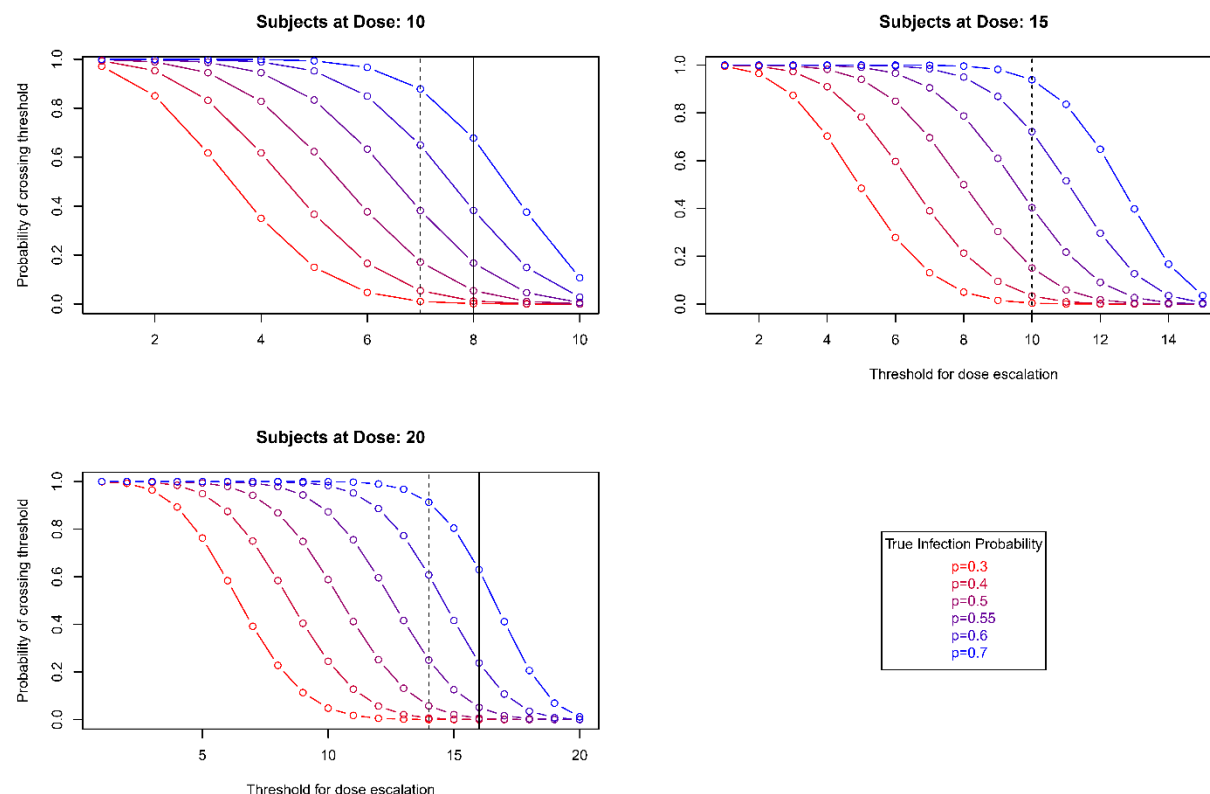 Subjects at Dose: 10
Probability of crossing threshold
0.0 0.2 0.4 0.6 0.8 1.0
2 4 6 8 10
Subjects at Dose: 15
0.0 0.2 0.4 0.6 0.8 1.0
2 4 6 8 10 12 14
Threshold for dose escalation
Subjects at Dose: 20
Probability of crossing threshold
0.0 0.2 0.4 0.6 0.8 1.0
5 10 15 20
Threshold for dose escalation
True Infection Probability
p=0.3
p=0.4
p=0.5
p=0.55
p=0.6
p=0.7